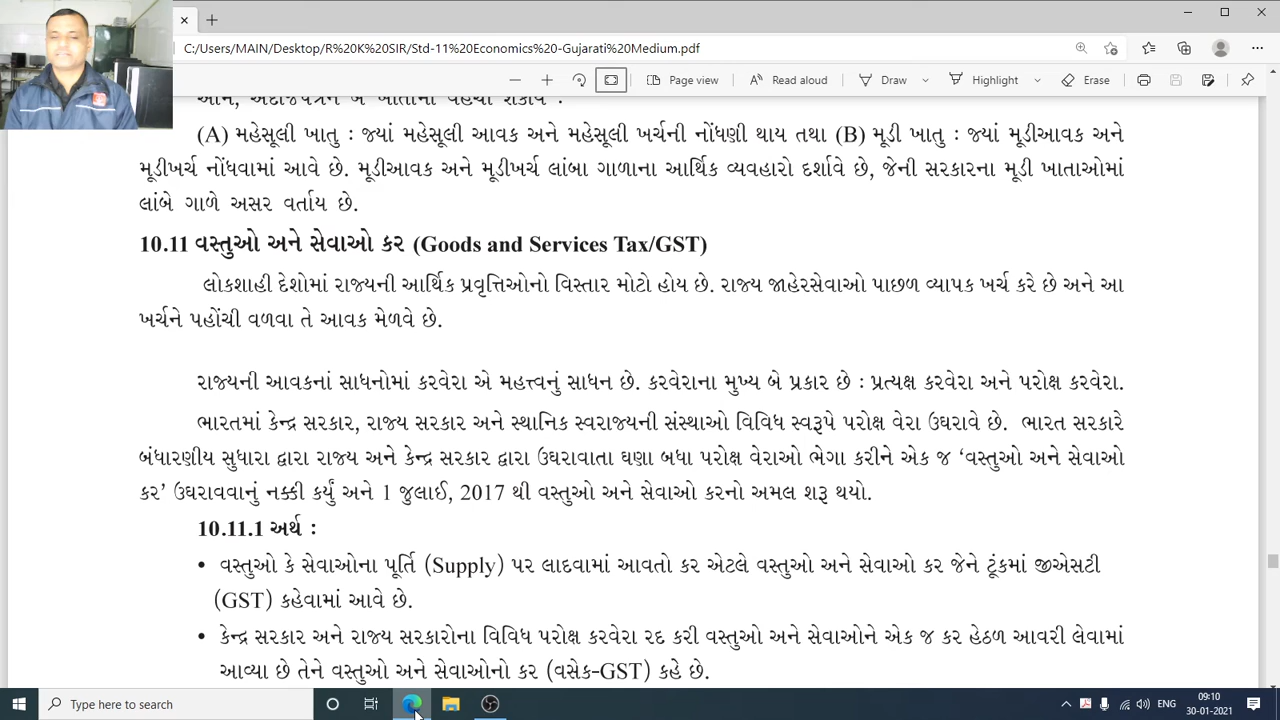 C:/Users/MAIN/Desktop/R%20K%20SIR/Std-11%20Economics%20-Gujarati%20Medium.pdf
Page view
Read aloud
Draw
Highlight
Erase
આમ, અંદાજપત્રને બે ખાતામાં વહેંચી શકાય :
(A) મહેસૂલી ખાતુ : જ્યાં મહેસૂલી આવક અને મહેસૂલી ખર્ચની નોંધણી થાય તથા (B) મૂડી ખાતુ : જ્યાં મૂડીઆવક અને
મૂડીખર્ચ નોંધવામાં આવે છે. મૂડીઆવક અને મૂડીખર્ચ લાંબા ગાળાના આર્થિક વ્યવહારો દર્શાવે છે, જેની સરકારના મૂડી ખાતાઓમાં
લાંબે ગાળે અસર વર્તાય છે.
10.11 વસ્તુઓ અને સેવાઓ કર (Goods and Services Tax/GST)
લોકશાહી દેશોમાં રાજ્યની આર્થિક પ્રવૃત્તિઓનો વિસ્તાર મોટો હોય છે. રાજ્ય જાહેરસેવાઓ પાછળ વ્યાપક ખર્ચ કરે છે અને આ
ખર્ચને પહોંચી વળવા તે આવક મેળવે છે.
રાજ્યની આવકનાં સાધનોમાં કરવેરા એ મહત્ત્વનું સાધન છે. કરવેરાના મુખ્ય બે પ્રકાર છે : પ્રત્યક્ષ કરવેરા અને પરોક્ષ કરવેરા.
ભારતમાં કેન્દ્ર સરકાર, રાજ્ય સરકાર અને સ્થાનિક સ્વરાજ્યની સંસ્થાઓ વિવિધ સ્વરૂપે પરોક્ષ વેરા ઉઘરાવે છે. ભારત સરકારે
બંધારણીય સુધારા દ્વારા રાજ્ય અને કેન્દ્ર સરકાર દ્વારા ઉઘરાવાતા ઘણા બધા પરોક્ષ વેરાઓ ભેગા કરીને એક જ ‘વસ્તુઓ અને સેવાઓ
કર’ ઉઘરાવવાનું નક્કી કર્યું અને 1 જુલાઈ, 2017 થી વસ્તુઓ અને સેવાઓ કરનો અમલ શરૂ થયો.
10.11.1 અર્થ :
• વસ્તુઓ કે સેવાઓના પૂર્તિ (Supply) પર લાદવામાં આવતો કર એટલે વસ્તુઓ અને સેવાઓ કર જેને ટૂંકમાં જીએસટી
(GST) કહેવામાં આવે છે.
• કેન્દ્ર સરકાર અને રાજ્ય સરકારોના વિવિધ પરોક્ષ કરવેરા રદ કરી વસ્તુઓ અને સેવાઓને એક જ કર હેઠળ આવરી લેવામાં
આવ્યા છે તેને વસ્તુઓ અને સેવાઓનો કર (વસેક-GST) કહે છે.
Type here to search
ENG
09:10
30-01-2021